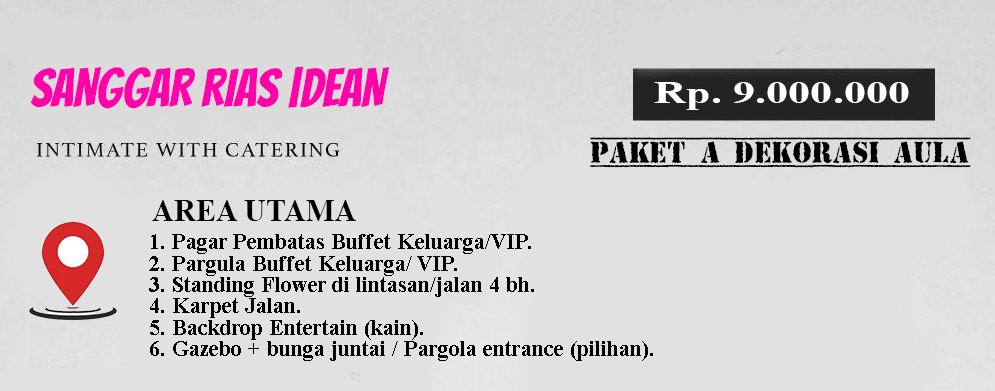 SANGGAR RIAS IDEAN
Rp. 9.000.000
INTIMATE WITH CATERING
PAKET A DEKORASI AULA
AREA UTAMA
1. Pagar Pembatas Buffet Keluarga/VIP.
2. Pargula Buffet Keluarga/ VIP.
3. Standing Flower di lintasan/jalan 4 bh.
4. Karpet Jalan.
5. Backdrop Entertain (kain).
6. Gazebo + bunga juntai / Pargola entrance (pilihan).